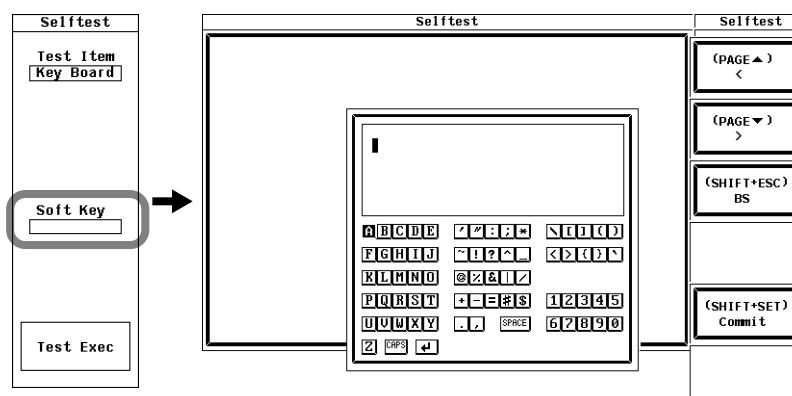 Selftest
Test Item
Key Board
Soft Key
Test Exec
Selftest
A B C D E ' " : ; * \ [ ] ( )
F G H I J ~ ! ? ^ _ < > { } `
K L M N O @ % & | /
P Q R S T + - = # $ 1 2 3 4 5
U V W X Y . , SPACE 6 7 8 9 0
Z CAPS ↵
Selftest
(PAGE▲)
<
(PAGE▼)
>
(SHIFT+ESC)
BS
(SHIFT+SET)
Commit